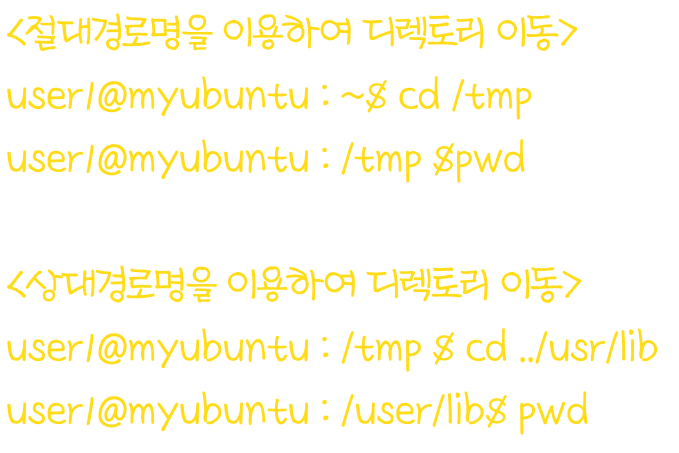 <절대경로명을 이용하여 디렉토리 이동>
user1@myubuntu : ~$ cd /tmp
user1@myubuntu : /tmp $pwd
<상대경로명을 이용하여 디렉토리 이동>
user1@myubuntu : /tmp $ cd ../usr/lib
user1@myubuntu : /user/lib$ pwd